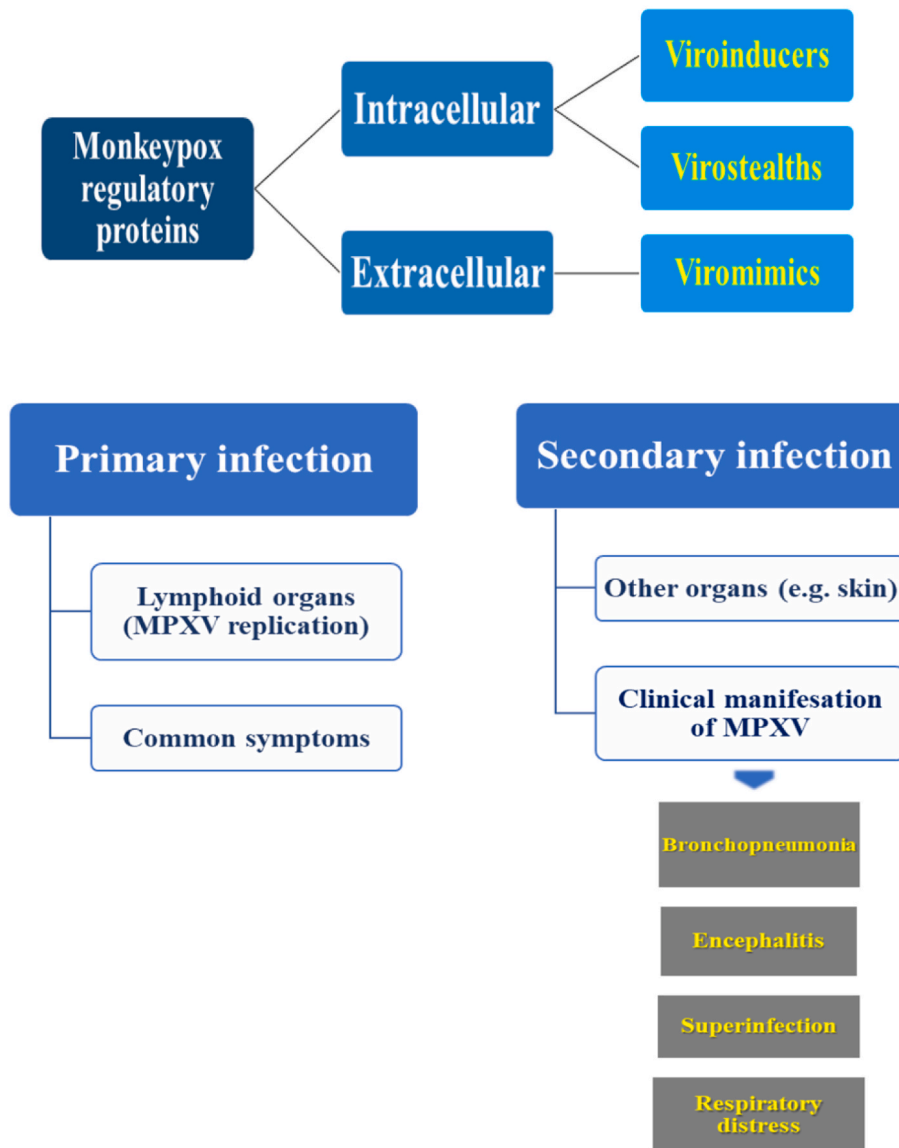 Monkeypox
regulatory
proteins
Intracellular
Extracellular
Viroinducers
Virostealths
Viromimics
Primary infection
Lymphoid organs
(MPXV replication)
Common symptoms
Secondary infection
Other organs (e.g. skin)
Clinical manifesation
of MPXV
Bronchopneumonia
Encephalitis
Superinfection
Respiratory
distress